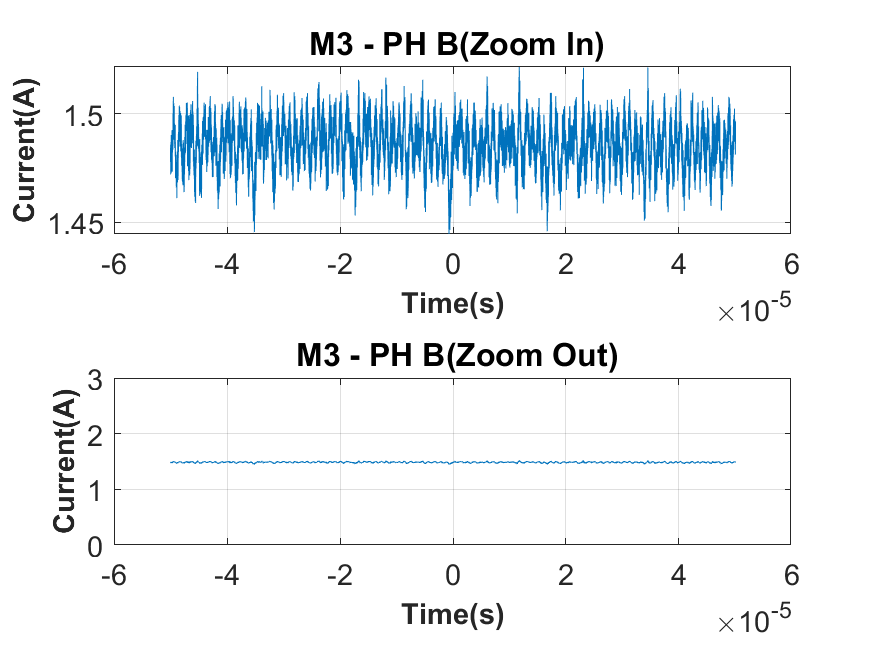 M3 - PH B(Zoom In)
Current(A)
1.5
1.45
-6 -4 -2 0 2 4 6
Time(s)
×10-5
M3 - PH B(Zoom Out)
Current(A)
3
2
1
0
-6 -4 -2 0 2 4 6
Time(s)
×10-5